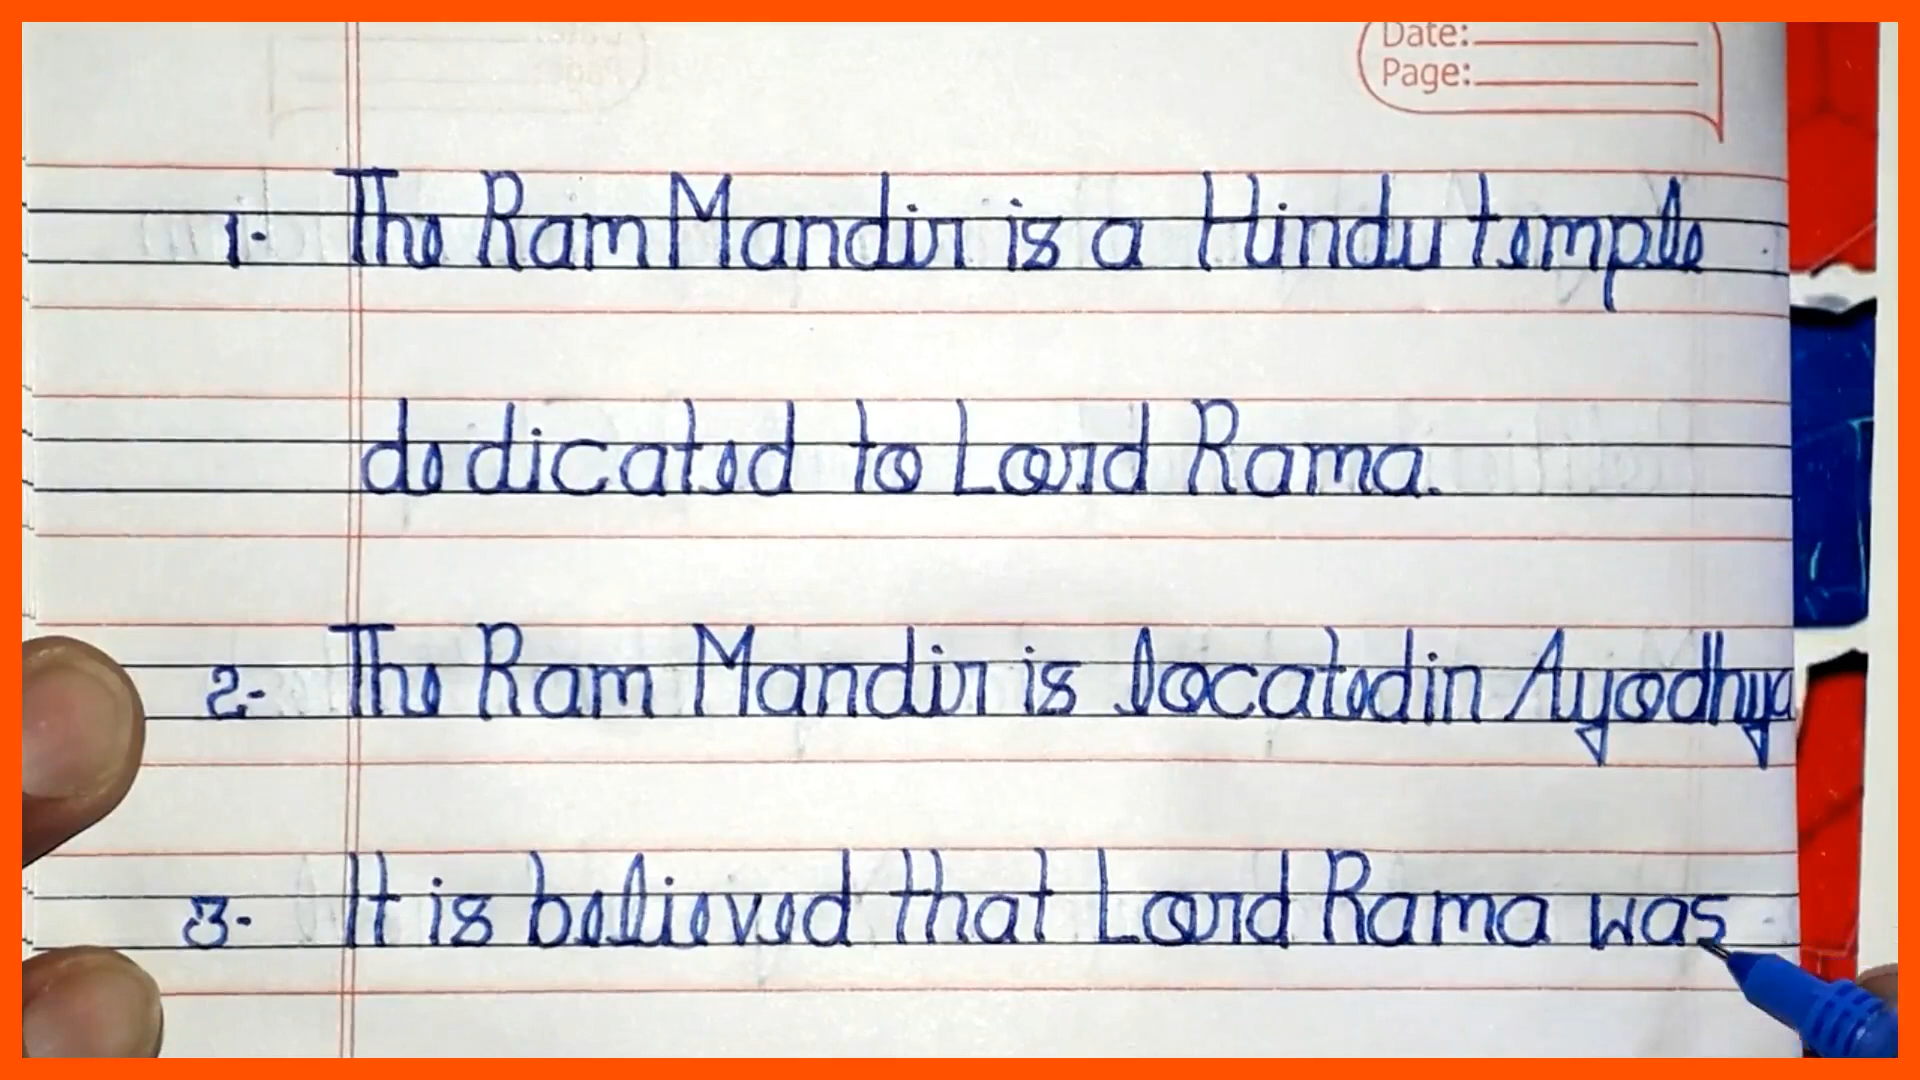 Date:
Page:
1. The Ram Mandir is a Hindu temple
dedicated to Lord Rama.
2. The Ram Mandir is located in Ayodhya
3. It is believed that Lord Rama was